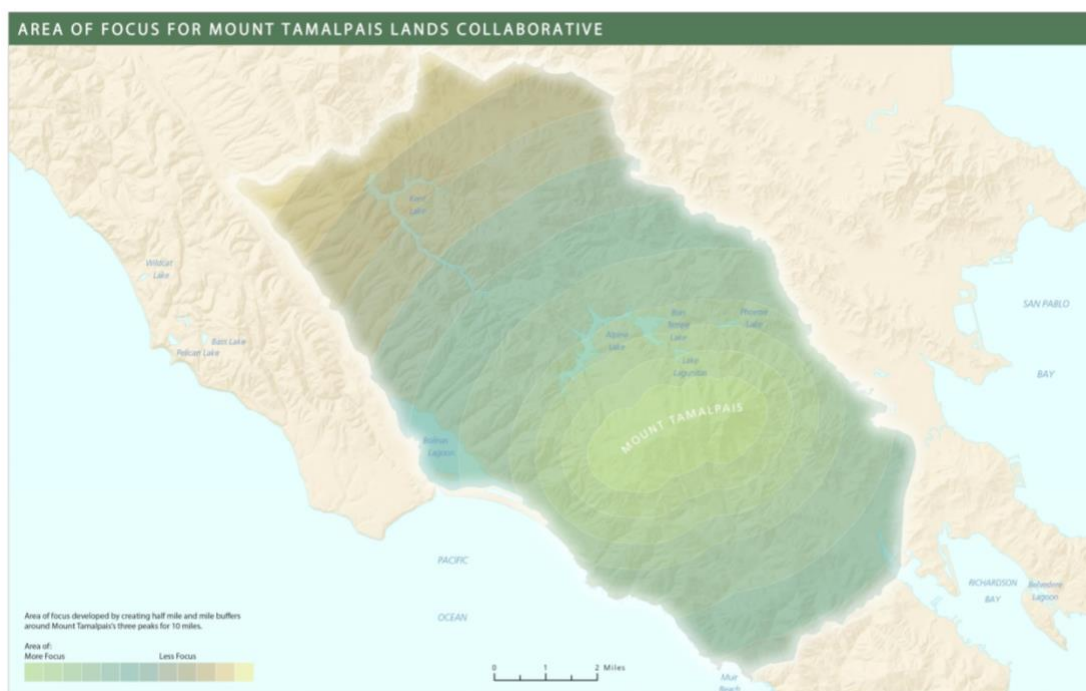 AREA OF FOCUS FOR MOUNT TAMALPAIS LANDS COLLABORATIVE
Kent
Lake
Wildcat
Lake
Bass Lake
Pelican Lake
Alpine
Lake
Bon
Tempe
Lake
Phoenix
Lake
Lake
Lagunitas
SAN PABLO
BAY
MOUNT TAMALPAIS
Bolinas
Lagoon
PACIFIC
OCEAN
RICHARDSON
BAY
Belvedere
Lagoon
Area of focus developed by creating half mile and mile buffers
around Mount Tamalpais's three peaks for 10 miles.
Area of:
More Focus Less Focus
0 1 2 Miles
Muir
Beach